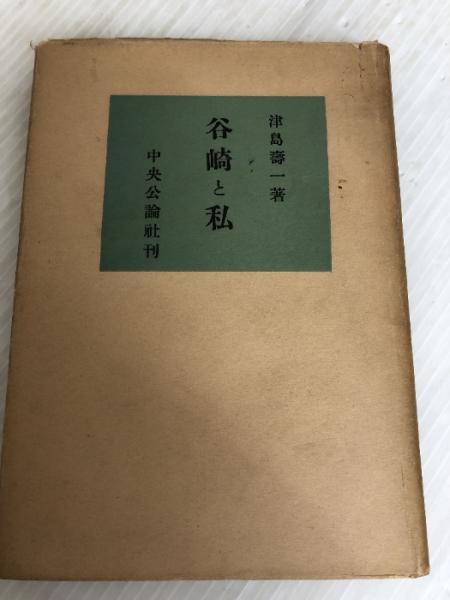 津島壽一著
谷崎と私
中央公論社刊